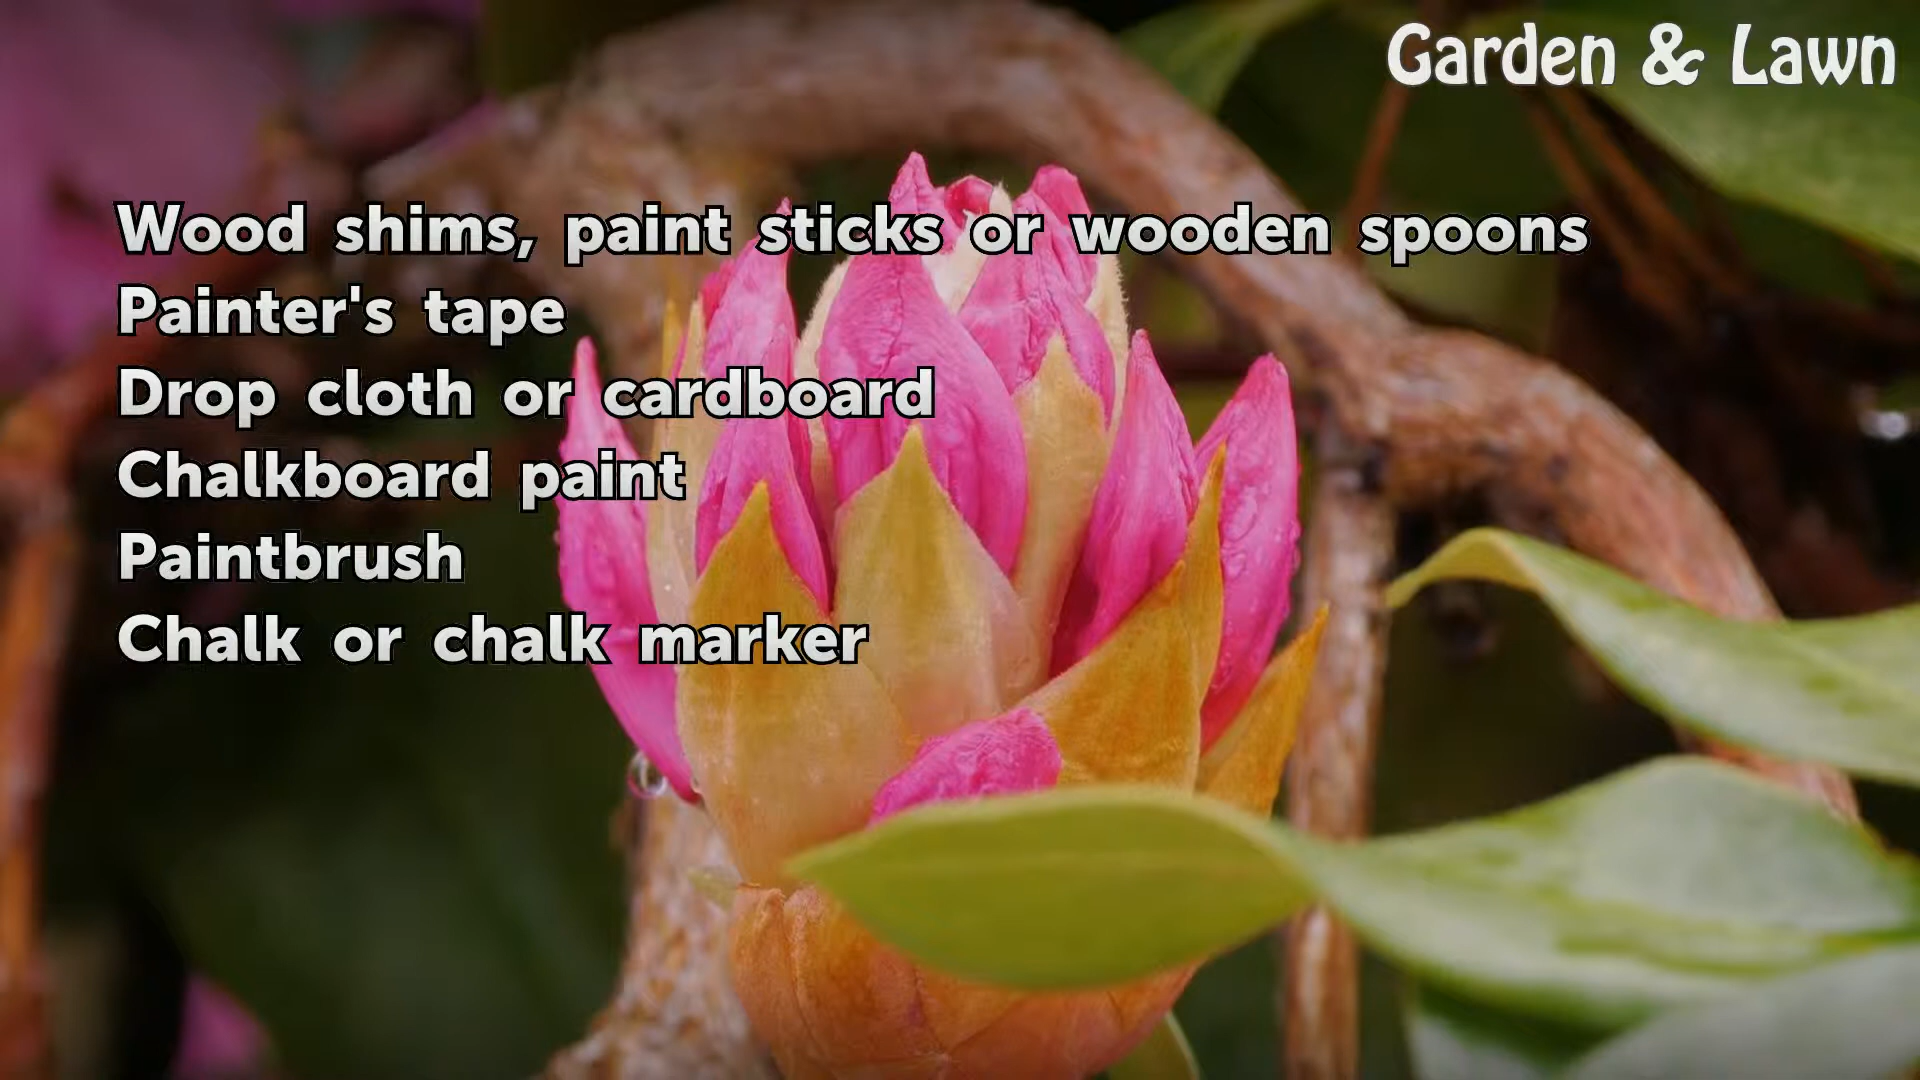 Garden & Lawn
Wood shims, paint sticks or wooden spoons
Painter's tape
Drop cloth or cardboard
Chalkboard paint
Paintbrush
Chalk or chalk marker